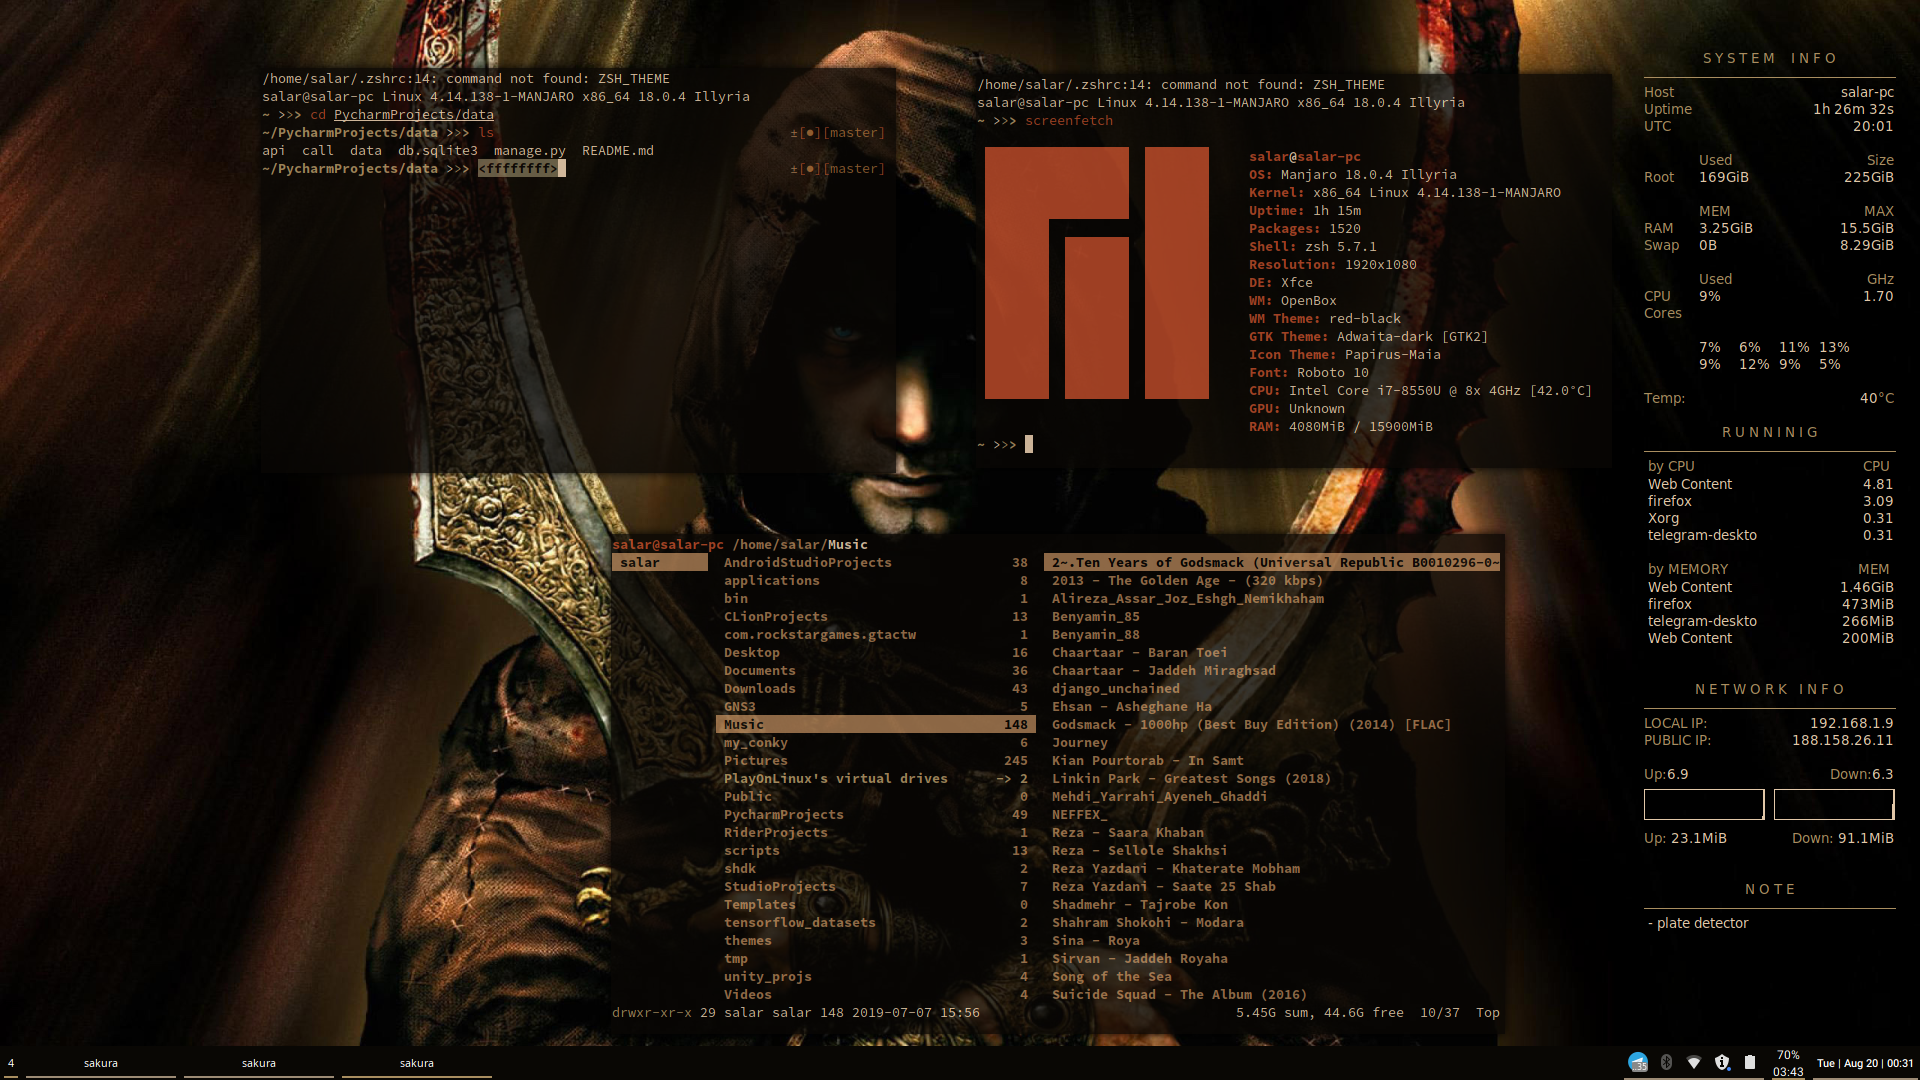 /home/salar/.zshrc:14: command not found: ZSH_THEME
salar@salar-pc Linux 4.14.138-1-MANJARO x86_64 18.0.4 Illyria
~ >>> cd PycharmProjects/data
~/PycharmProjects/data >>> ls ±[●][master]
api call data db.sqlite3 manage.py README.md
~/PycharmProjects/data >>> <ffffffff> ±[●][master]
/home/salar/.zshrc:14: command not found: ZSH_THEME
salar@salar-pc Linux 4.14.138-1-MANJARO x86_64 18.0.4 Illyria
~ >>> screenfetch
salar@salar-pc
OS: Manjaro 18.0.4 Illyria
Kernel: x86_64 Linux 4.14.138-1-MANJARO
Uptime: 1h 15m
Packages: 1520
Shell: zsh 5.7.1
Resolution: 1920x1080
DE: Xfce
WM: OpenBox
WM Theme: red-black
GTK Theme: Adwaita-dark [GTK2]
Icon Theme: Papirus-Maia
Font: Roboto 10
CPU: Intel Core i7-8550U @ 8x 4GHz [42.0°C]
GPU: Unknown
RAM: 4080MiB / 15900MiB
~ >>>
salar@salar-pc /home/salar/Music
salar AndroidStudioProjects 38 2~.Ten Years of Godsmack (Universal Republic B0010296-0~
applications 8 2013 - The Golden Age - (320 kbps)
bin 1 Alireza_Assar_Joz_Eshgh_Nemikhaham
CLionProjects 13 Benyamin_85
com.rockstargames.gtactw 1 Benyamin_88
Desktop 16 Chaartaar - Baran Toei
Documents 36 Chaartaar - Jaddeh Miraghsad
Downloads 43 django_unchained
GNS3 5 Ehsan - Asheghane Ha
Music 148 Godsmack - 1000hp (Best Buy Edition) (2014) [FLAC]
my_conky 6 Journey
Pictures 245 Kian Pourtorab - In Samt
PlayOnLinux's virtual drives -> 2 Linkin Park - Greatest Songs (2018)
Public 0 Mehdi_Yarrahi_Ayeneh_Ghaddi
PycharmProjects 49 NEFFEX_
RiderProjects 1 Reza - Saara Khaban
scripts 13 Reza - Sellole Shakhsi
shdk 2 Reza Yazdani - Khaterate Mobham
StudioProjects 7 Reza Yazdani - Saate 25 Shab
Templates 0 Shadmehr - Tajrobe Kon
tensorflow_datasets 2 Shahram Shokohi - Modara
themes 3 Sina - Roya
tmp 1 Sirvan - Jaddeh Royaha
unity_projs 4 Song of the Sea
Videos 4 Suicide Squad - The Album (2016)
drwxr-xr-x 29 salar salar 148 2019-07-07 15:56 5.45G sum, 44.6G free 10/37 Top
SYSTEM INFO
Host salar-pc
Uptime 1h 26m 32s
UTC 20:01
Used Size
Root 169GiB 225GiB
MEM MAX
RAM 3.25GiB 15.5GiB
Swap 0B 8.29GiB
Used GHz
CPU 9% 1.70
Cores
7% 6% 11% 13%
9% 12% 9% 5%
Temp: 40°C
RUNNINIG
by CPU CPU
Web Content 4.81
firefox 3.09
Xorg 0.31
telegram-deskto 0.31
by MEMORY MEM
Web Content 1.46GiB
firefox 473MiB
telegram-deskto 266MiB
Web Content 200MiB
NETWORK INFO
LOCAL IP: 192.168.1.9
PUBLIC IP: 188.158.26.11
Up:6.9 Down:6.3
Up: 23.1MiB Down: 91.1MiB
NOTE
- plate detector
4 sakura sakura sakura
70%
03:43
Tue | Aug 20 | 00:31